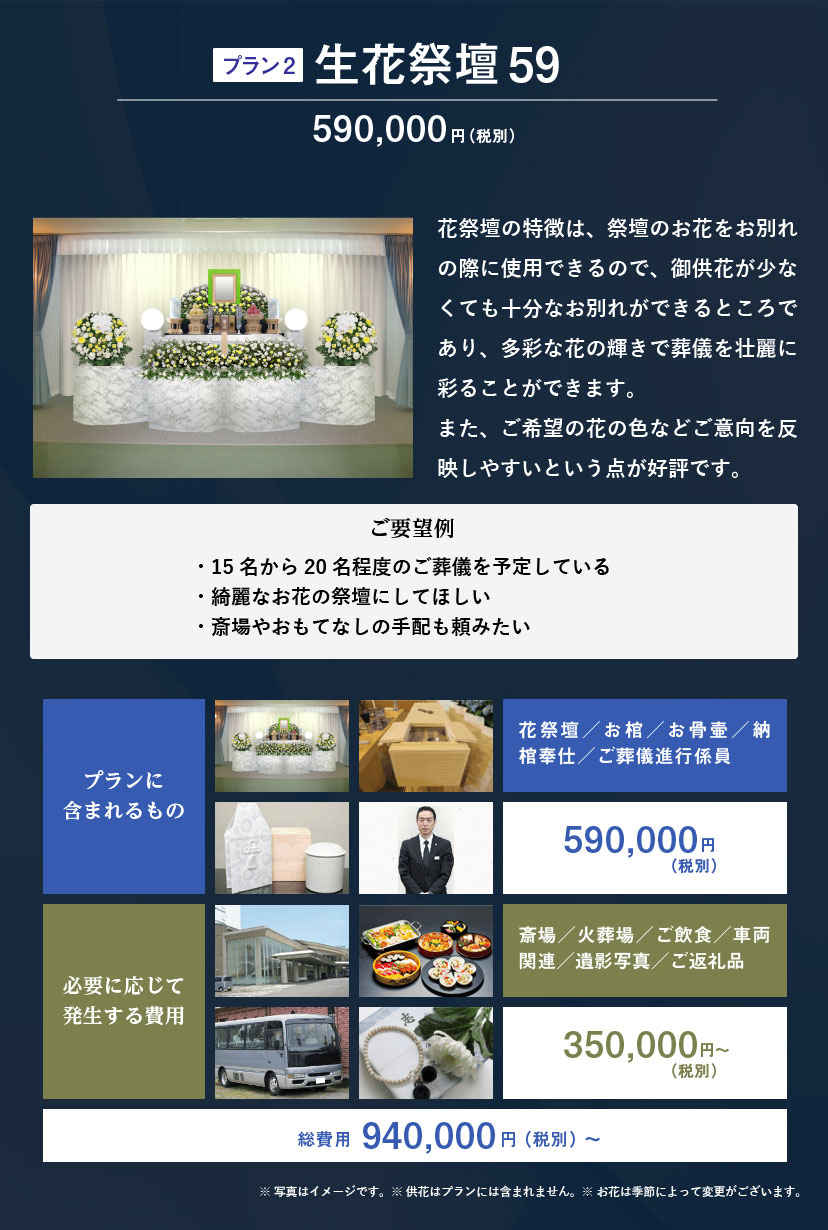 プラン2 生花祭壇 59
590,000円(税別)
花祭壇の特徴は、祭壇のお花をお別れ
の際に使用できるので、御供花が少な
くても十分なお別れができるところで
あり、多彩な花の輝きで葬儀を壮麗に
彩ることができます。
また、ご希望の花の色などご意向を反
映しやすいという点が好評です。
ご要望例
・15名から20名程度のご葬儀を予定している
・綺麗なお花の祭壇にしてほしい
・斎場やおもてなしの手配も頼みたい
プランに
含まれるもの
花祭壇／お棺／お骨壷／納
棺奉仕／ご葬儀進行係員
590,000円
(税別)
必要に応じて
発生する費用
斎場／火葬場／ご飲食／車両
関連／遺影写真／ご返礼品
350,000円〜
(税別)
総費用 940,000円(税別)〜
※写真はイメージです。※供花はプランには含まれません。※お花は季節によって変更がございます。